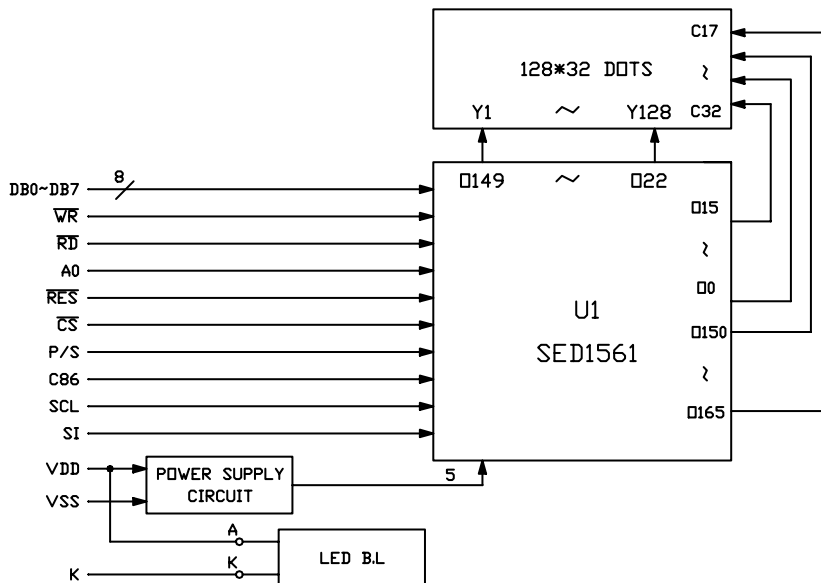 C17
128*32 DOTS
~
Y1 ~ Y128 C32
8
DB0~DB7
O149 ~ O22
WR
O15
RD
~
A0
RES
O0
CS
U1
O150
P/S
SED1561
C86
~
SCL
O165
SI
VDD
POWER SUPPLY
CIRCUIT
5
VSS
A
LED B.L
K
K